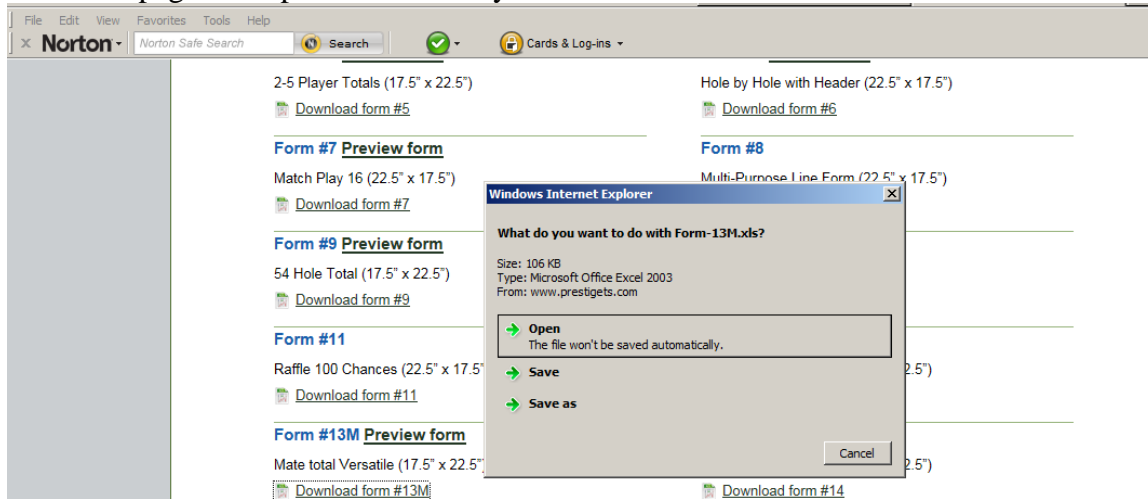 File Edit View Favorites Tools Help
x Norton Norton Safe Search Search Cards & Log-ins
2-5 Player Totals (17.5" x 22.5")
Download form #5
Hole by Hole with Header (22.5" x 17.5")
Download form #6
Form #7 Preview form
Match Play 16 (22.5" x 17.5")
Download form #7
Form #8
Multi-Purpose Line Form (22.5" x 17.5")
Form #9 Preview form
54 Hole Total (17.5" x 22.5")
Download form #9
Form #11
Raffle 100 Chances (22.5" x 17.5"
Download form #11
2.5")
Form #13M Preview form
Mate total Versatile (17.5" x 22.5"
Download form #13M
2.5")
Download form #14
Windows Internet Explorer
What do you want to do with Form-13M.xls?
Size: 106 KB
Type: Microsoft Office Excel 2003
From: www.prestigets.com
Open
The file won't be saved automatically.
Save
Save as
Cancel